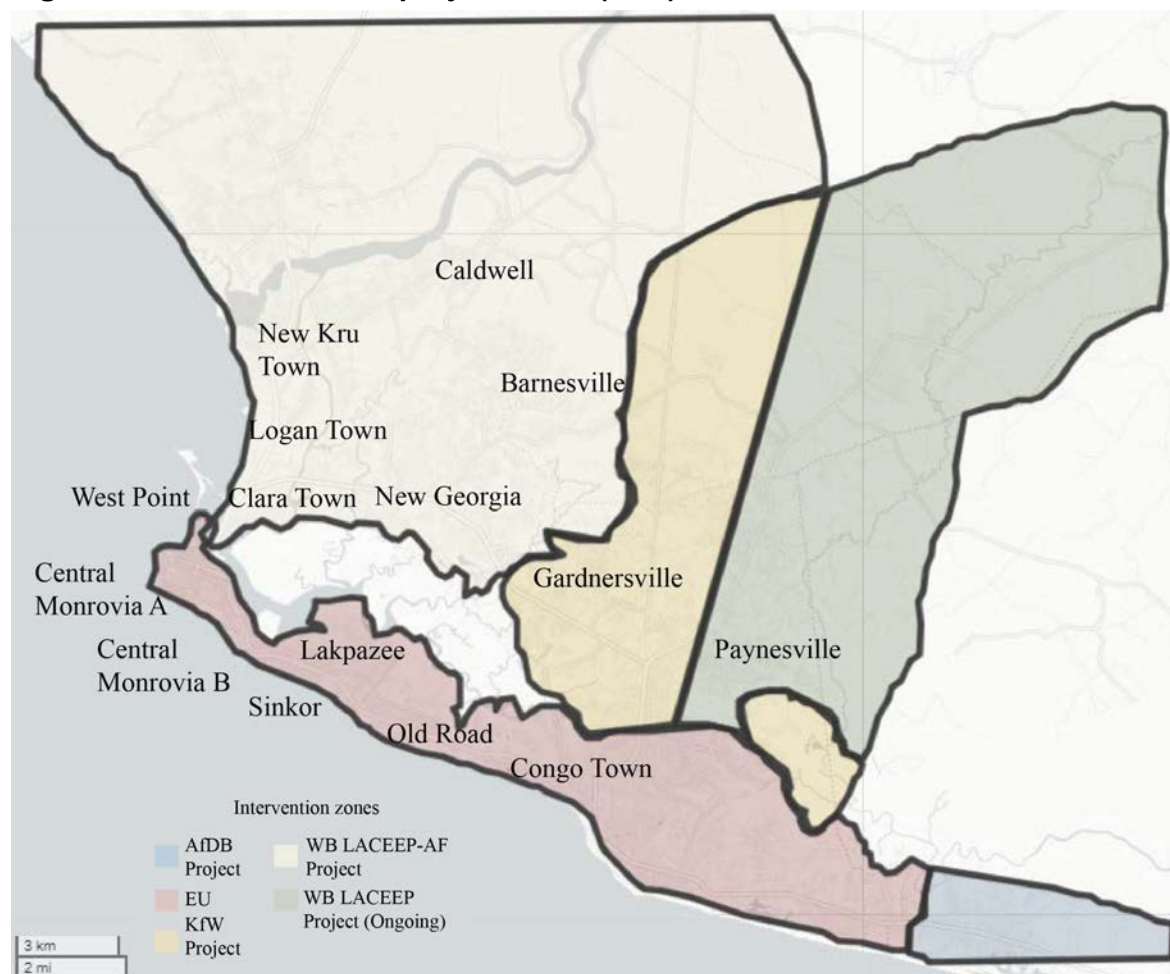 Caldwell
New Kru
Town
Barnesville
Logan Town
West Point
Clara Town
New Georgia
Central
Monrovia A
Gardnersville
Central
Monrovia B
Lakpazee
Paynesville
Sinkor
Old Road
Congo Town
Intervention zones
AfDB
Project
WB LACEEP-AF
Project
EU
WB LACEEP
Project (Ongoing)
KfW
Project
3 km
2 mi